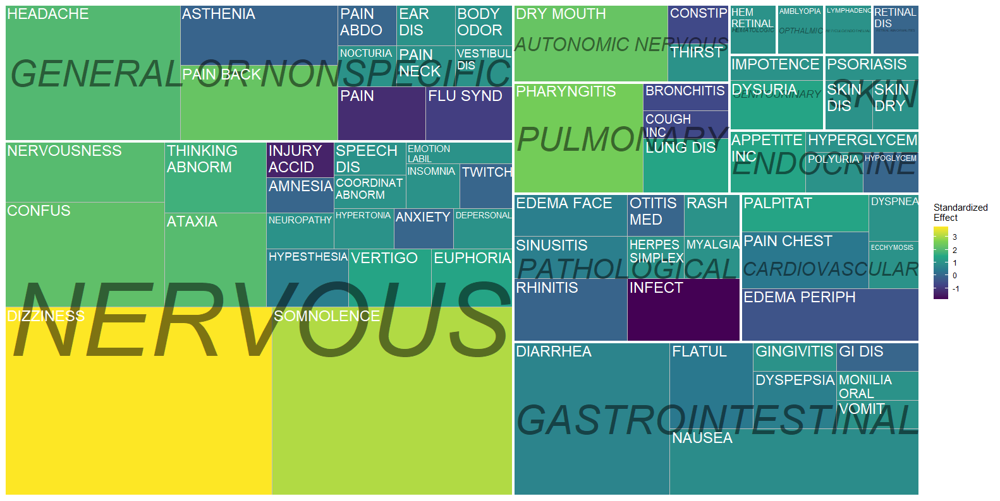 HEADACHE
ASTHENIA
PAIN
ABDO
EAR
DIS
BODY
ODOR
NOCTURIA
PAIN
NECK
VESTIBUL
DIS
PAIN BACK
PAIN
FLU SYND
GENERAL OR NONSPECIFIC
NERVOUSNESS
THINKING
ABNORM
INJURY
ACCID
SPEECH
DIS
EMOTION
LABIL
INSOMNIA
TWITCH
AMNESIA
COORDINAT
ABNORM
CONFUS
ATAXIA
NEUROPATHY
HYPERTONIA
ANXIETY
DEPERSONAL
HYPESTHESIA
VERTIGO
EUPHORIA
DIZZINESS
SOMNOLENCE
NERVOUS
DRY MOUTH
CONSTIP
THIRST
AUTONOMIC NERVOUS
PHARYNGITIS
BRONCHITIS
COUGH
INC
LUNG DIS
PULMONARY
HEM
RETINAL
HEMATOLOGIC
AMBLYOPIA
OPTHALMIC
LYMPHADENO
RETINAL
DIS
IMPOTENCE
DYSURIA
GENITOURINARY
PSORIASIS
SKIN
DIS
SKIN
DRY
SKIN
APPETITE
INC
HYPERGLYCEM
POLYURIA
HYPOGLYCEM
ENDOCRINE
EDEMA FACE
OTITIS
MED
RASH
SINUSITIS
HERPES
SIMPLEX
MYALGIA
RHINITIS
INFECT
PATHOLOGICAL
PALPITAT
DYSPNEA
PAIN CHEST
ECCHYMOSIS
EDEMA PERIPH
CARDIOVASCULAR
DIARRHEA
FLATUL
GINGIVITIS
GI DIS
DYSPEPSIA
MONILIA
ORAL
VOMIT
NAUSEA
GASTROINTESTINAL
Standardized
Effect
3
2
1
0
-1